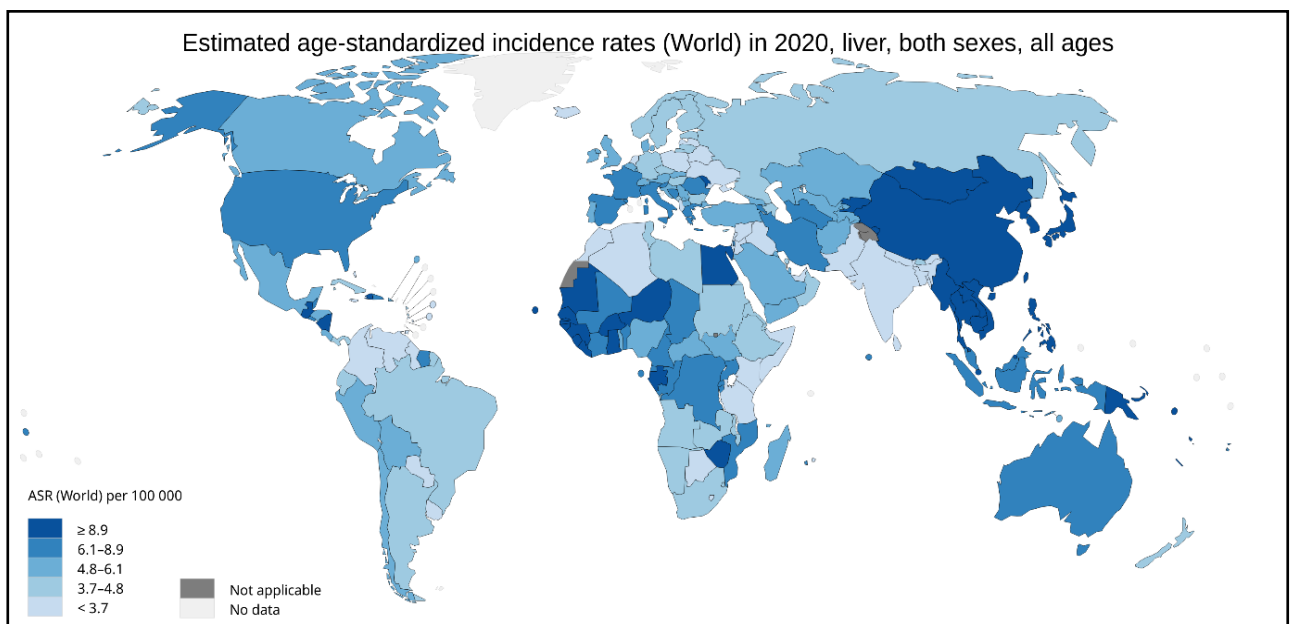 Estimated age-standardized incidence rates (World) in 2020, liver, both sexes, all ages
ASR (World) per 100 000
≥ 8.9
6.1–8.9
4.8–6.1
3.7–4.8
< 3.7
Not applicable
No data